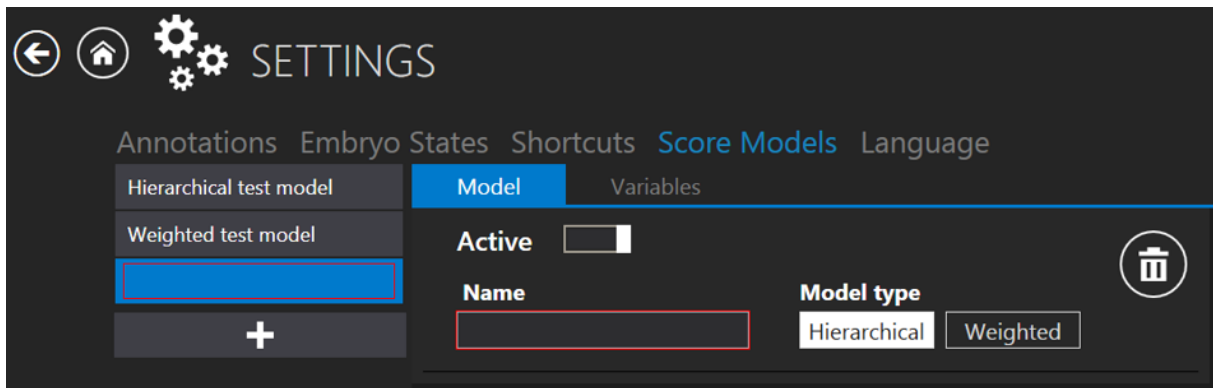 SETTINGS
Annotations Embryo States Shortcuts Score Models Language
Hierarchical test model
Weighted test model
Model Variables
Active
Name
Model type
Hierarchical Weighted